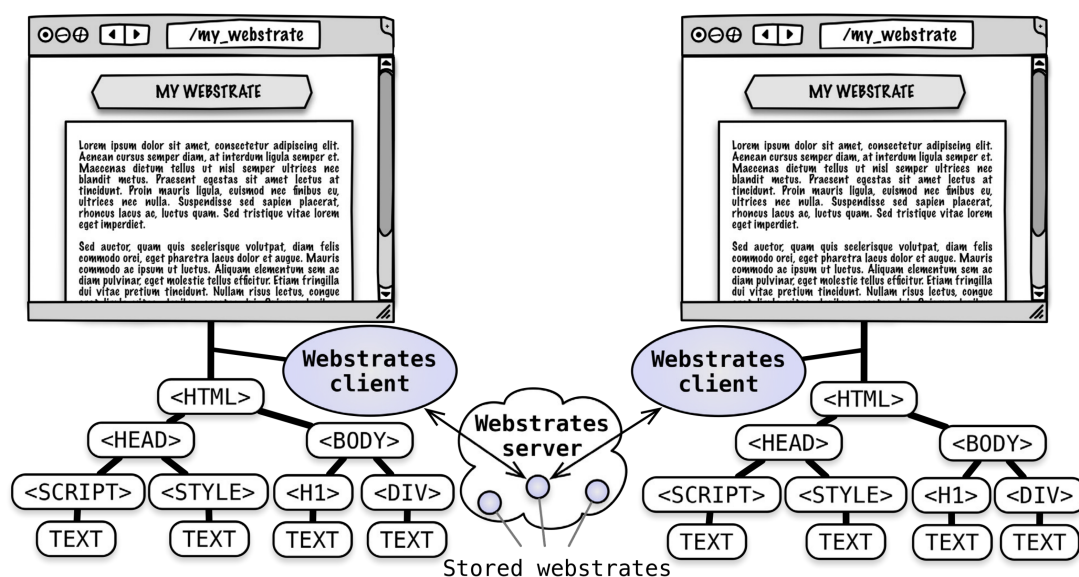 /my_webstrate
MY WEBSTRATE
Lorem ipsum dolor sit amet, consectetur adipiscing elit.
Aenean cursus semper diam, at interdum ligula semper et.
Maecenas dictum tellus ut nisl semper ultrices nec
blandit metus. Praesent egestas sit amet lectus at
tincidunt. Proin mauris ligula, euismod nec finibus eu,
ultrices nec nulla. Suspendisse sed sapien placerat,
rhoncus lacus ac, luctus quam. Sed tristique vitae lorem
eget imperdiet.
Sed auctor, quam quis scelerisque volutpat, diam felis
commodo orci, eget pharetra lacus dolor et augue. Mauris
commodo ac ipsum ut luctus. Aliquam elementum sem ac
diam pulvinar, eget molestie tellus efficitur. Etiam fringilla
dui vitae pretium tincidunt. Nullam risus lectus, congue
/my_webstrate
MY WEBSTRATE
Lorem ipsum dolor sit amet, consectetur adipiscing elit.
Aenean cursus semper diam, at interdum ligula semper et.
Maecenas dictum tellus ut nisl semper ultrices nec
blandit metus. Praesent egestas sit amet lectus at
tincidunt. Proin mauris ligula, euismod nec finibus eu,
ultrices nec nulla. Suspendisse sed sapien placerat,
rhoncus lacus ac, luctus quam. Sed tristique vitae lorem
eget imperdiet.
Sed auctor, quam quis scelerisque volutpat, diam felis
commodo orci, eget pharetra lacus dolor et augue. Mauris
commodo ac ipsum ut luctus. Aliquam elementum sem ac
diam pulvinar, eget molestie tellus efficitur. Etiam fringilla
dui vitae pretium tincidunt. Nullam risus lectus, congue
Webstrates
client
<HTML>
<HEAD>
<BODY>
<SCRIPT>
<STYLE>
<H1>
<DIV>
TEXT
TEXT
TEXT
TEXT
Webstrates
server
Stored webstrates
Webstrates
client
<HTML>
<HEAD>
<BODY>
<SCRIPT>
<STYLE>
<H1>
<DIV>
TEXT
TEXT
TEXT
TEXT